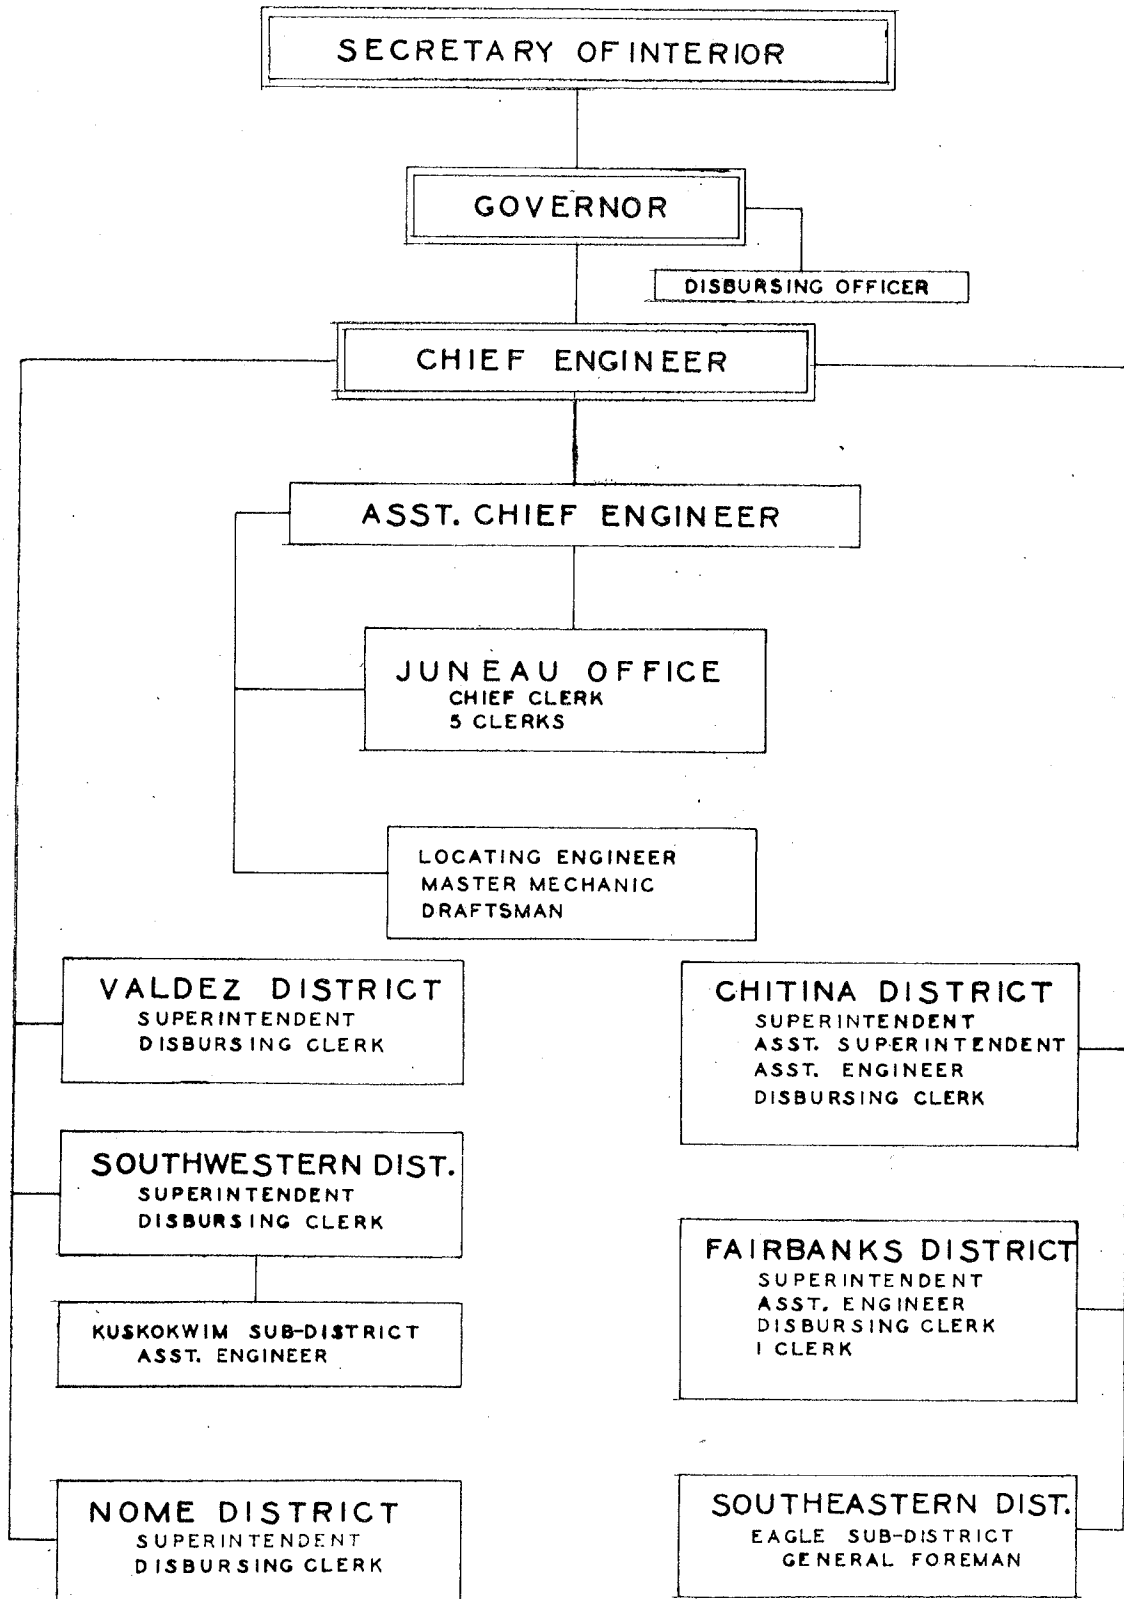 SECRETARY OF INTERIOR
GOVERNOR
DISBURSING OFFICER
CHIEF ENGINEER
ASST. CHIEF ENGINEER
JUNEAU OFFICE
CHIEF CLERK
5 CLERKS
LOCATING ENGINEER
MASTER MECHANIC
DRAFTSMAN
VALDEZ DISTRICT
SUPERINTENDENT
DISBURSING CLERK
SOUTHWESTERN DIST.
SUPERINTENDENT
DISBURSING CLERK
KUSKOKWIM SUB-DISTRICT
ASST. ENGINEER
NOME DISTRICT
SUPERINTENDENT
DISBURSING CLERK
CHITINA DISTRICT
SUPERINTENDENT
ASST. SUPERINTENDENT
ASST. ENGINEER
DISBURSING CLERK
FAIRBANKS DISTRICT
SUPERINTENDENT
ASST. ENGINEER
DISBURSING CLERK
1 CLERK
SOUTHEASTERN DIST.
EAGLE SUB-DISTRICT
GENERAL FOREMAN